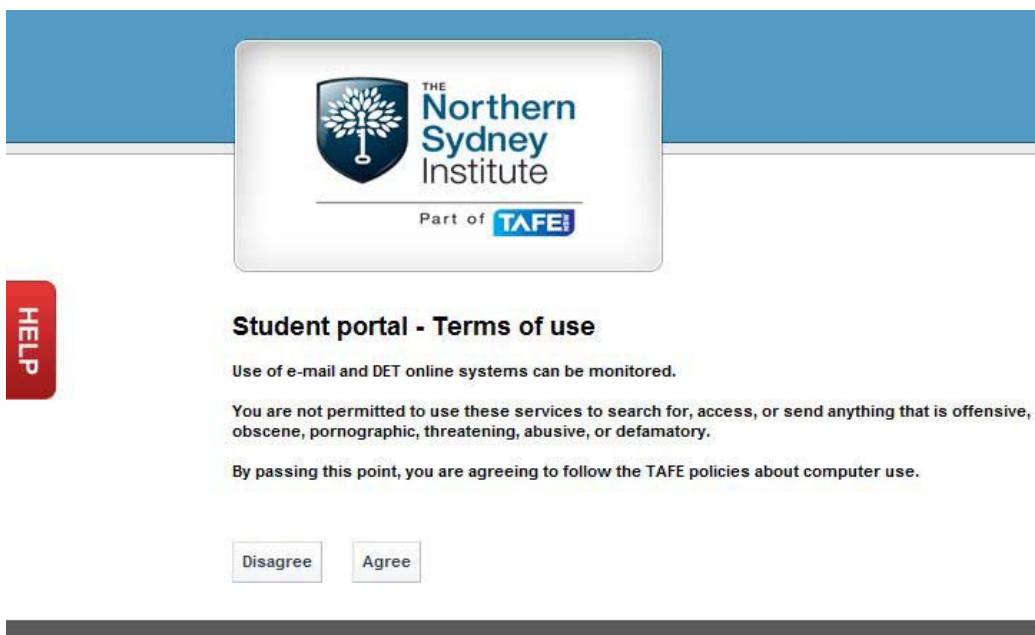 THE
Northern
Sydney
Institute
Part of TAFE NSW
HELP
Student portal - Terms of use
Use of e-mail and DET online systems can be monitored.
You are not permitted to use these services to search for, access, or send anything that is offensive,
obscene, pornographic, threatening, abusive, or defamatory.
By passing this point, you are agreeing to follow the TAFE policies about computer use.
Disagree Agree